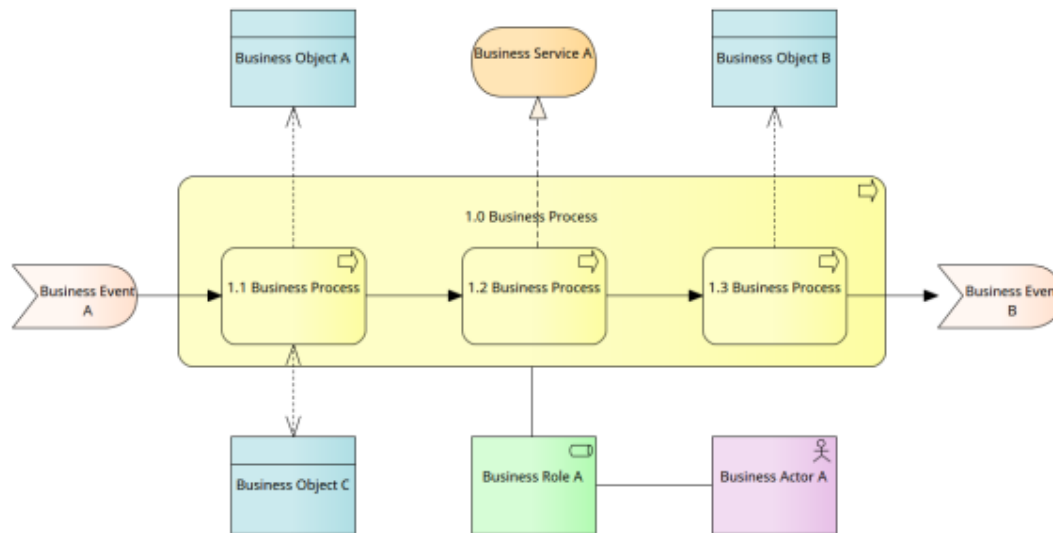 Business Object A
Business Service A
Business Object B
1.0 Business Process
Business Event
A
1.1 Business Process
1.2 Business Process
1.3 Business Process
Business Event
B
Business Object C
Business Role A
Business Actor A